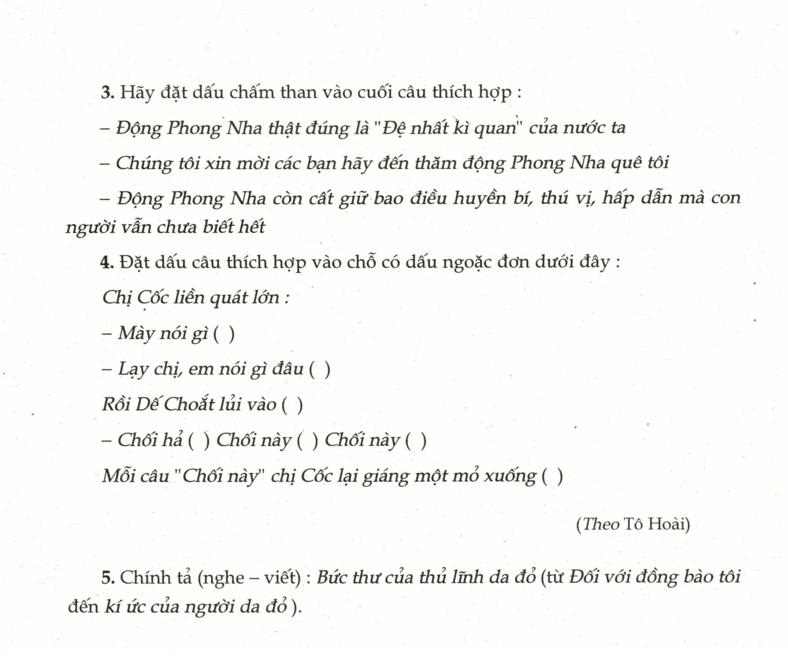 3. Hãy đặt dấu chấm than vào cuối câu thích hợp :
– Động Phong Nha thật đúng là "Đệ nhất kì quan" của nước ta
– Chúng tôi xin mời các bạn hãy đến thăm động Phong Nha quê tôi
– Động Phong Nha còn cất giữ bao điều huyền bí, thú vị, hấp dẫn mà con
người vẫn chưa biết hết
4. Đặt dấu câu thích hợp vào chỗ có dấu ngoặc đơn dưới đây :
Chị Cốc liền quát lớn :
– Mày nói gì ( )
– Lạy chị, em nói gì đâu ( )
Rồi Dế Choắt lủi vào ( )
– Chối hả ( ) Chối này ( ) Chối này ( )
Mỗi câu "Chối này" chị Cốc lại giáng một mỏ xuống ( )
(Theo Tô Hoài)
5. Chính tả (nghe – viết) : Bức thư của thủ lĩnh da đỏ (từ Đối với đồng bào tôi
đến kí ức của người da đỏ ).